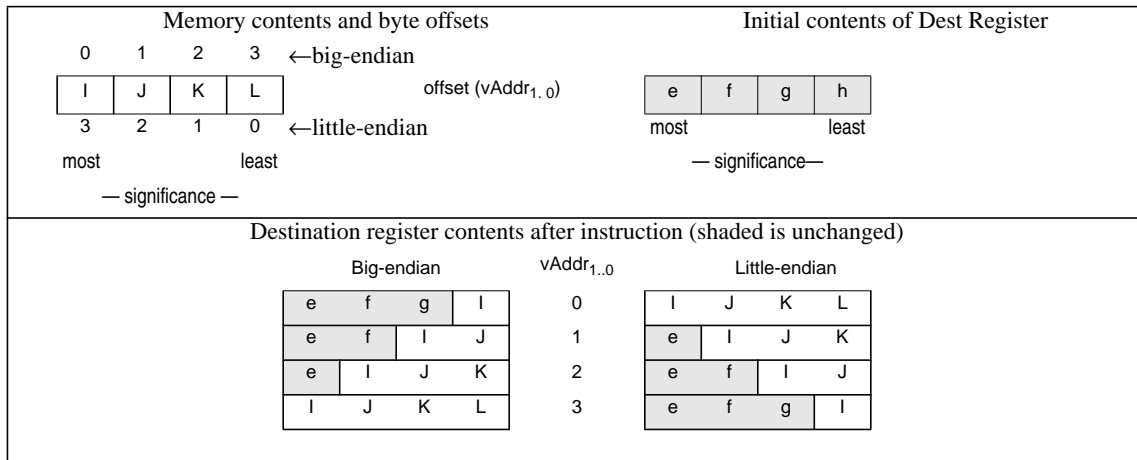 Memory contents and byte offsets Initial contents of Dest Register
0 1 2 3 ←big-endian
I J K L offset (vAddr1. 0) e f g h
3 2 1 0 ←little-endian most least
most least — significance—
— significance —
Destination register contents after instruction (shaded is unchanged)
Big-endian vAddr1..0 Little-endian
e f g I 0 I J K L
e f I J 1 e I J K
e I J K 2 e f I J
I J K L 3 e f g I